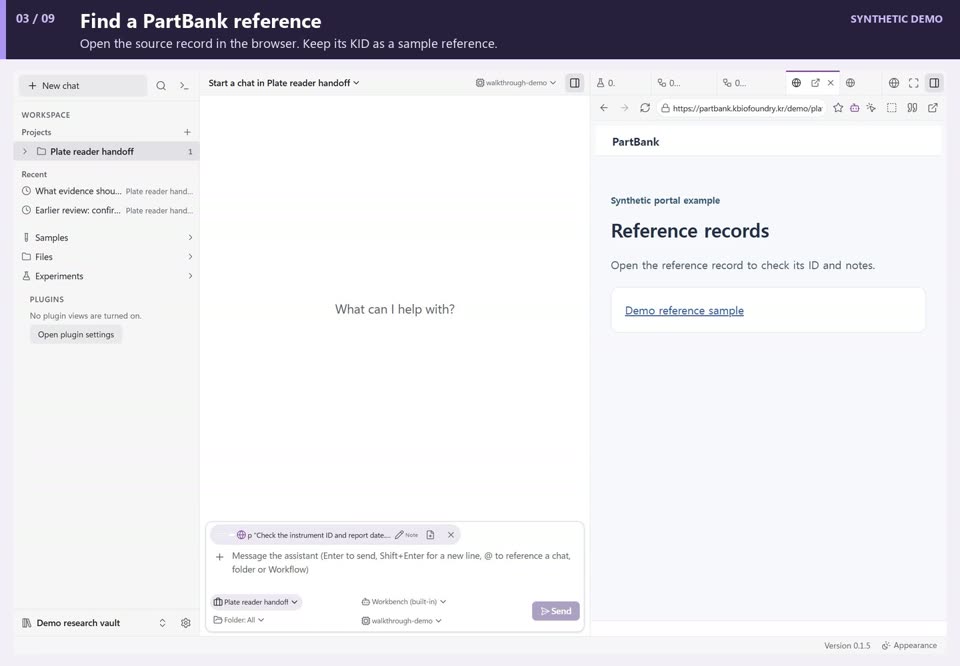 03 / 09
Find a PartBank reference
Open the source record in the browser. Keep its KID as a sample reference.
SYNTHETIC DEMO
New chat
WORKSPACE
Projects
Plate reader handoff
1
Recent
What evidence shou... Plate reader hand...
Earlier review: confir... Plate reader hand...
Samples
Files
Experiments
PLUGINS
No plugin views are turned on.
Open plugin settings
Demo research vault
Start a chat in Plate reader handoff
walkthrough-demo
What can I help with?
p "Check the instrument ID and report date... Note
Message the assistant (Enter to send, Shift+Enter for a new line, @ to reference a chat,
folder or Workflow)
Plate reader handoff
Workbench (built-in)
Folder: All
walkthrough-demo
Send
0.
0...
0...
https://partbank.kbiofoundry.kr/demo/pla
PartBank
Synthetic portal example
Reference records
Open the reference record to check its ID and notes.
Demo reference sample
Version 0.1.5
Appearance